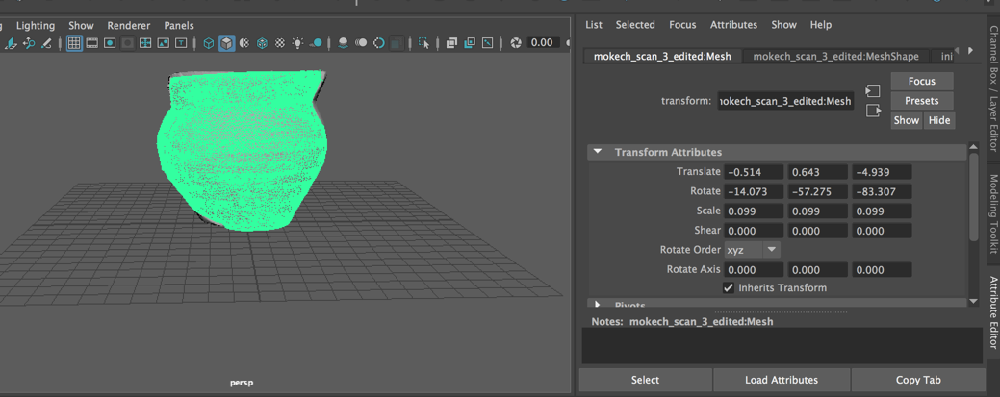 Lighting Show Renderer Panels
0.00
persp
List Selected Focus Attributes Show Help
mokech_scan_3_edited:Mesh mokech_scan_3_edited:MeshShape ini
Focus
transform: nokech_scan_3_edited:Mesh Presets
Show Hide
Transform Attributes
Translate -0.514 0.643 -4.939
Rotate -14.073 -57.275 -83.307
Scale 0.099 0.099 0.099
Shear 0.000 0.000 0.000
Rotate Order xyz
Rotate Axis 0.000 0.000 0.000
Inherits Transform
Pivots
Notes: mokech_scan_3_edited:Mesh
Select Load Attributes Copy Tab
Channel Box / Layer Editor
Modeling Toolkit
Attribute Editor